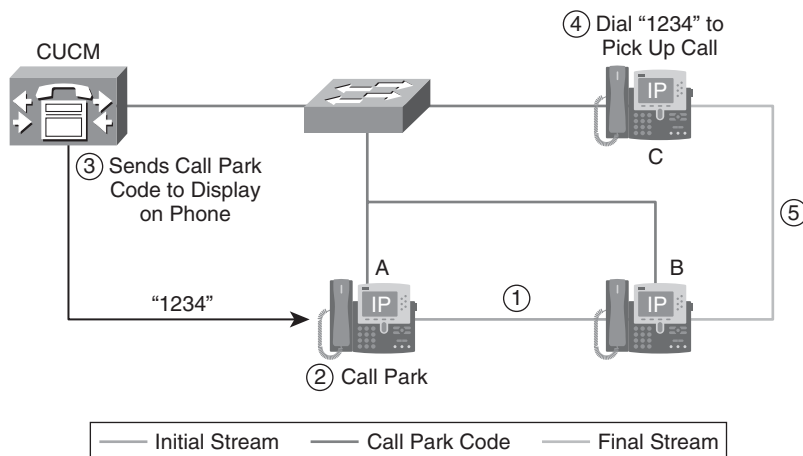 ④ Dial “1234” to
Pick Up Call
CUCM
IP
C
③ Sends Call Park
Code to Display
on Phone
⑤
A
B
“1234”
IP
①
IP
② Call Park
Initial Stream
Call Park Code
Final Stream